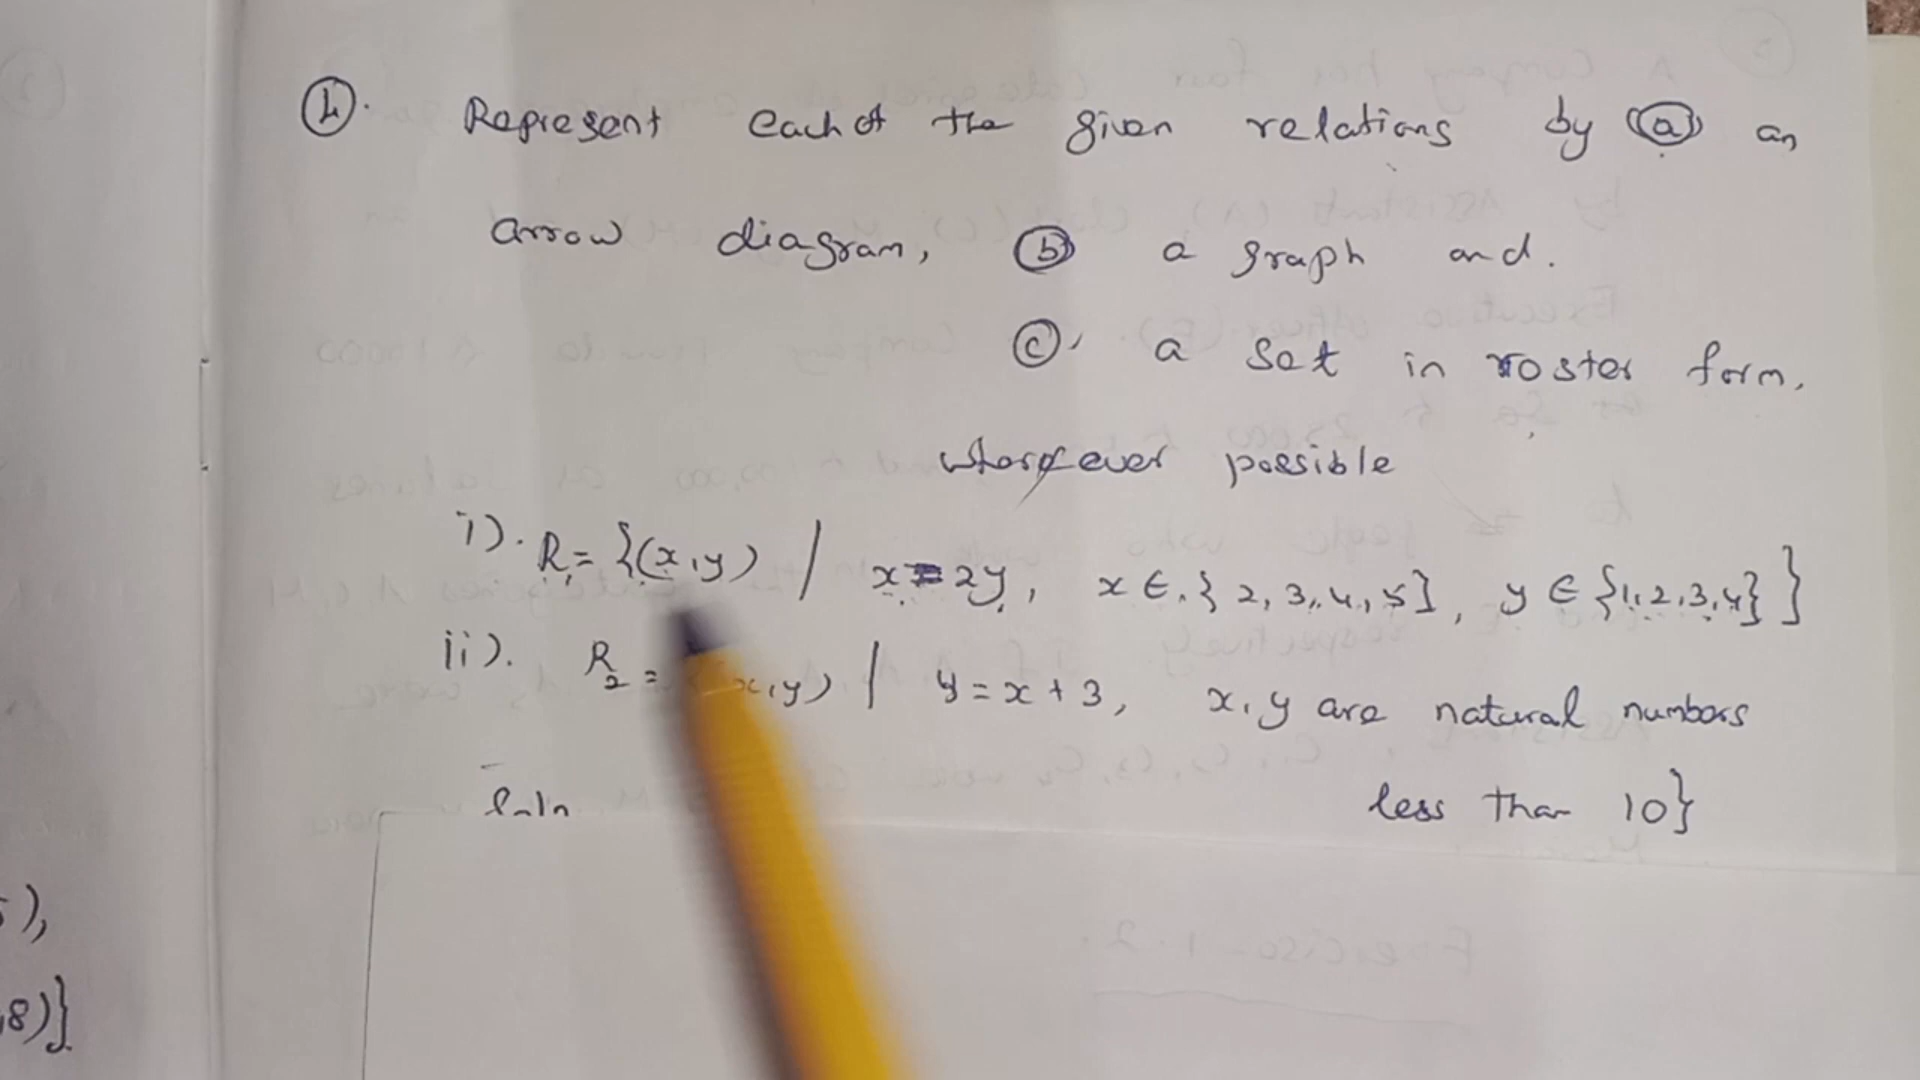 4. Represent each of the given relations by (a) an
arrow diagram, (b) a graph and.
(c), a set in roster form,
wherever possible
i). R₁= {(x,y) / x=2y, x∈.{2,3,4,5}, y∈{1,2,3,4}}
ii). R₂ = x,y) / y=x+3, x,y are natural numbers
less than 10}
),
8)}